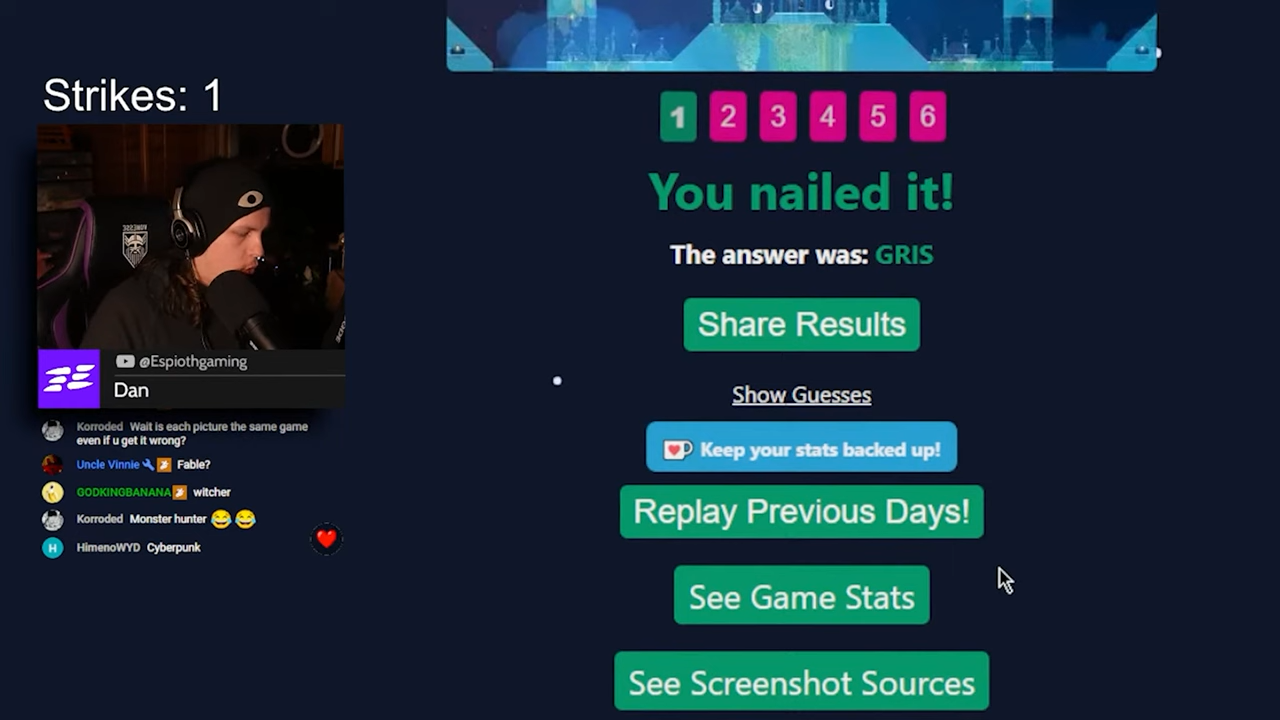 Strikes: 1
@Espiothgaming
Dan
Korroded Wait is each picture the same game
even if u get it wrong?
Uncle Vinnie Fable?
GODKINGBANANA witcher
Korroded Monster hunter 😂😂
H HimenoWYD Cyberpunk
1 2 3 4 5 6
You nailed it!
The answer was: GRIS
Share Results
Show Guesses
Keep your stats backed up!
Replay Previous Days!
See Game Stats
See Screenshot Sources